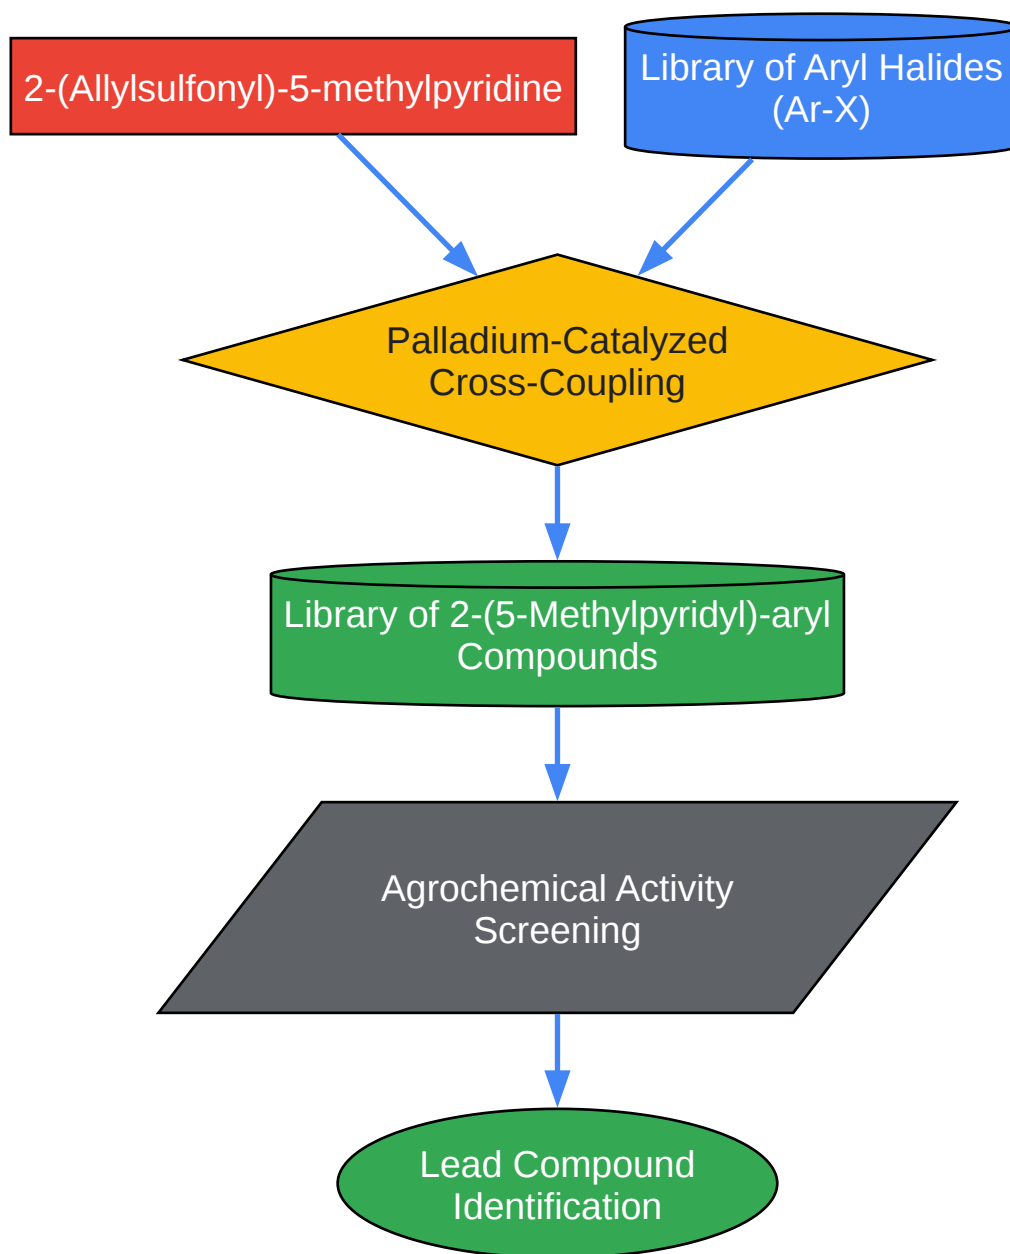 2-(Allylsulfonyl)-5-methylpyridine
Library of Aryl Halides
(Ar-X)
Palladium-Catalyzed
Cross-Coupling
Library of 2-(5-Methylpyridyl)-aryl
Compounds
Agrochemical Activity
Screening
Lead Compound
Identification